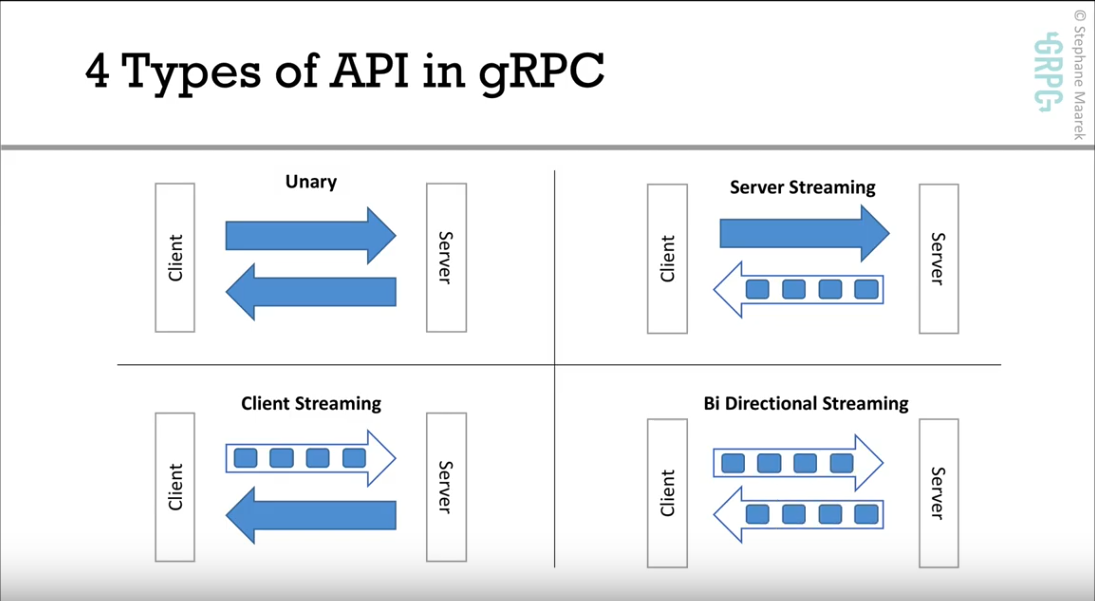 4 Types of API in gRPC
GRPC
© Stephane Maarek
Unary
Client
Server
Server Streaming
Client
Server
Client Streaming
Client
Server
Bi Directional Streaming
Client
Server